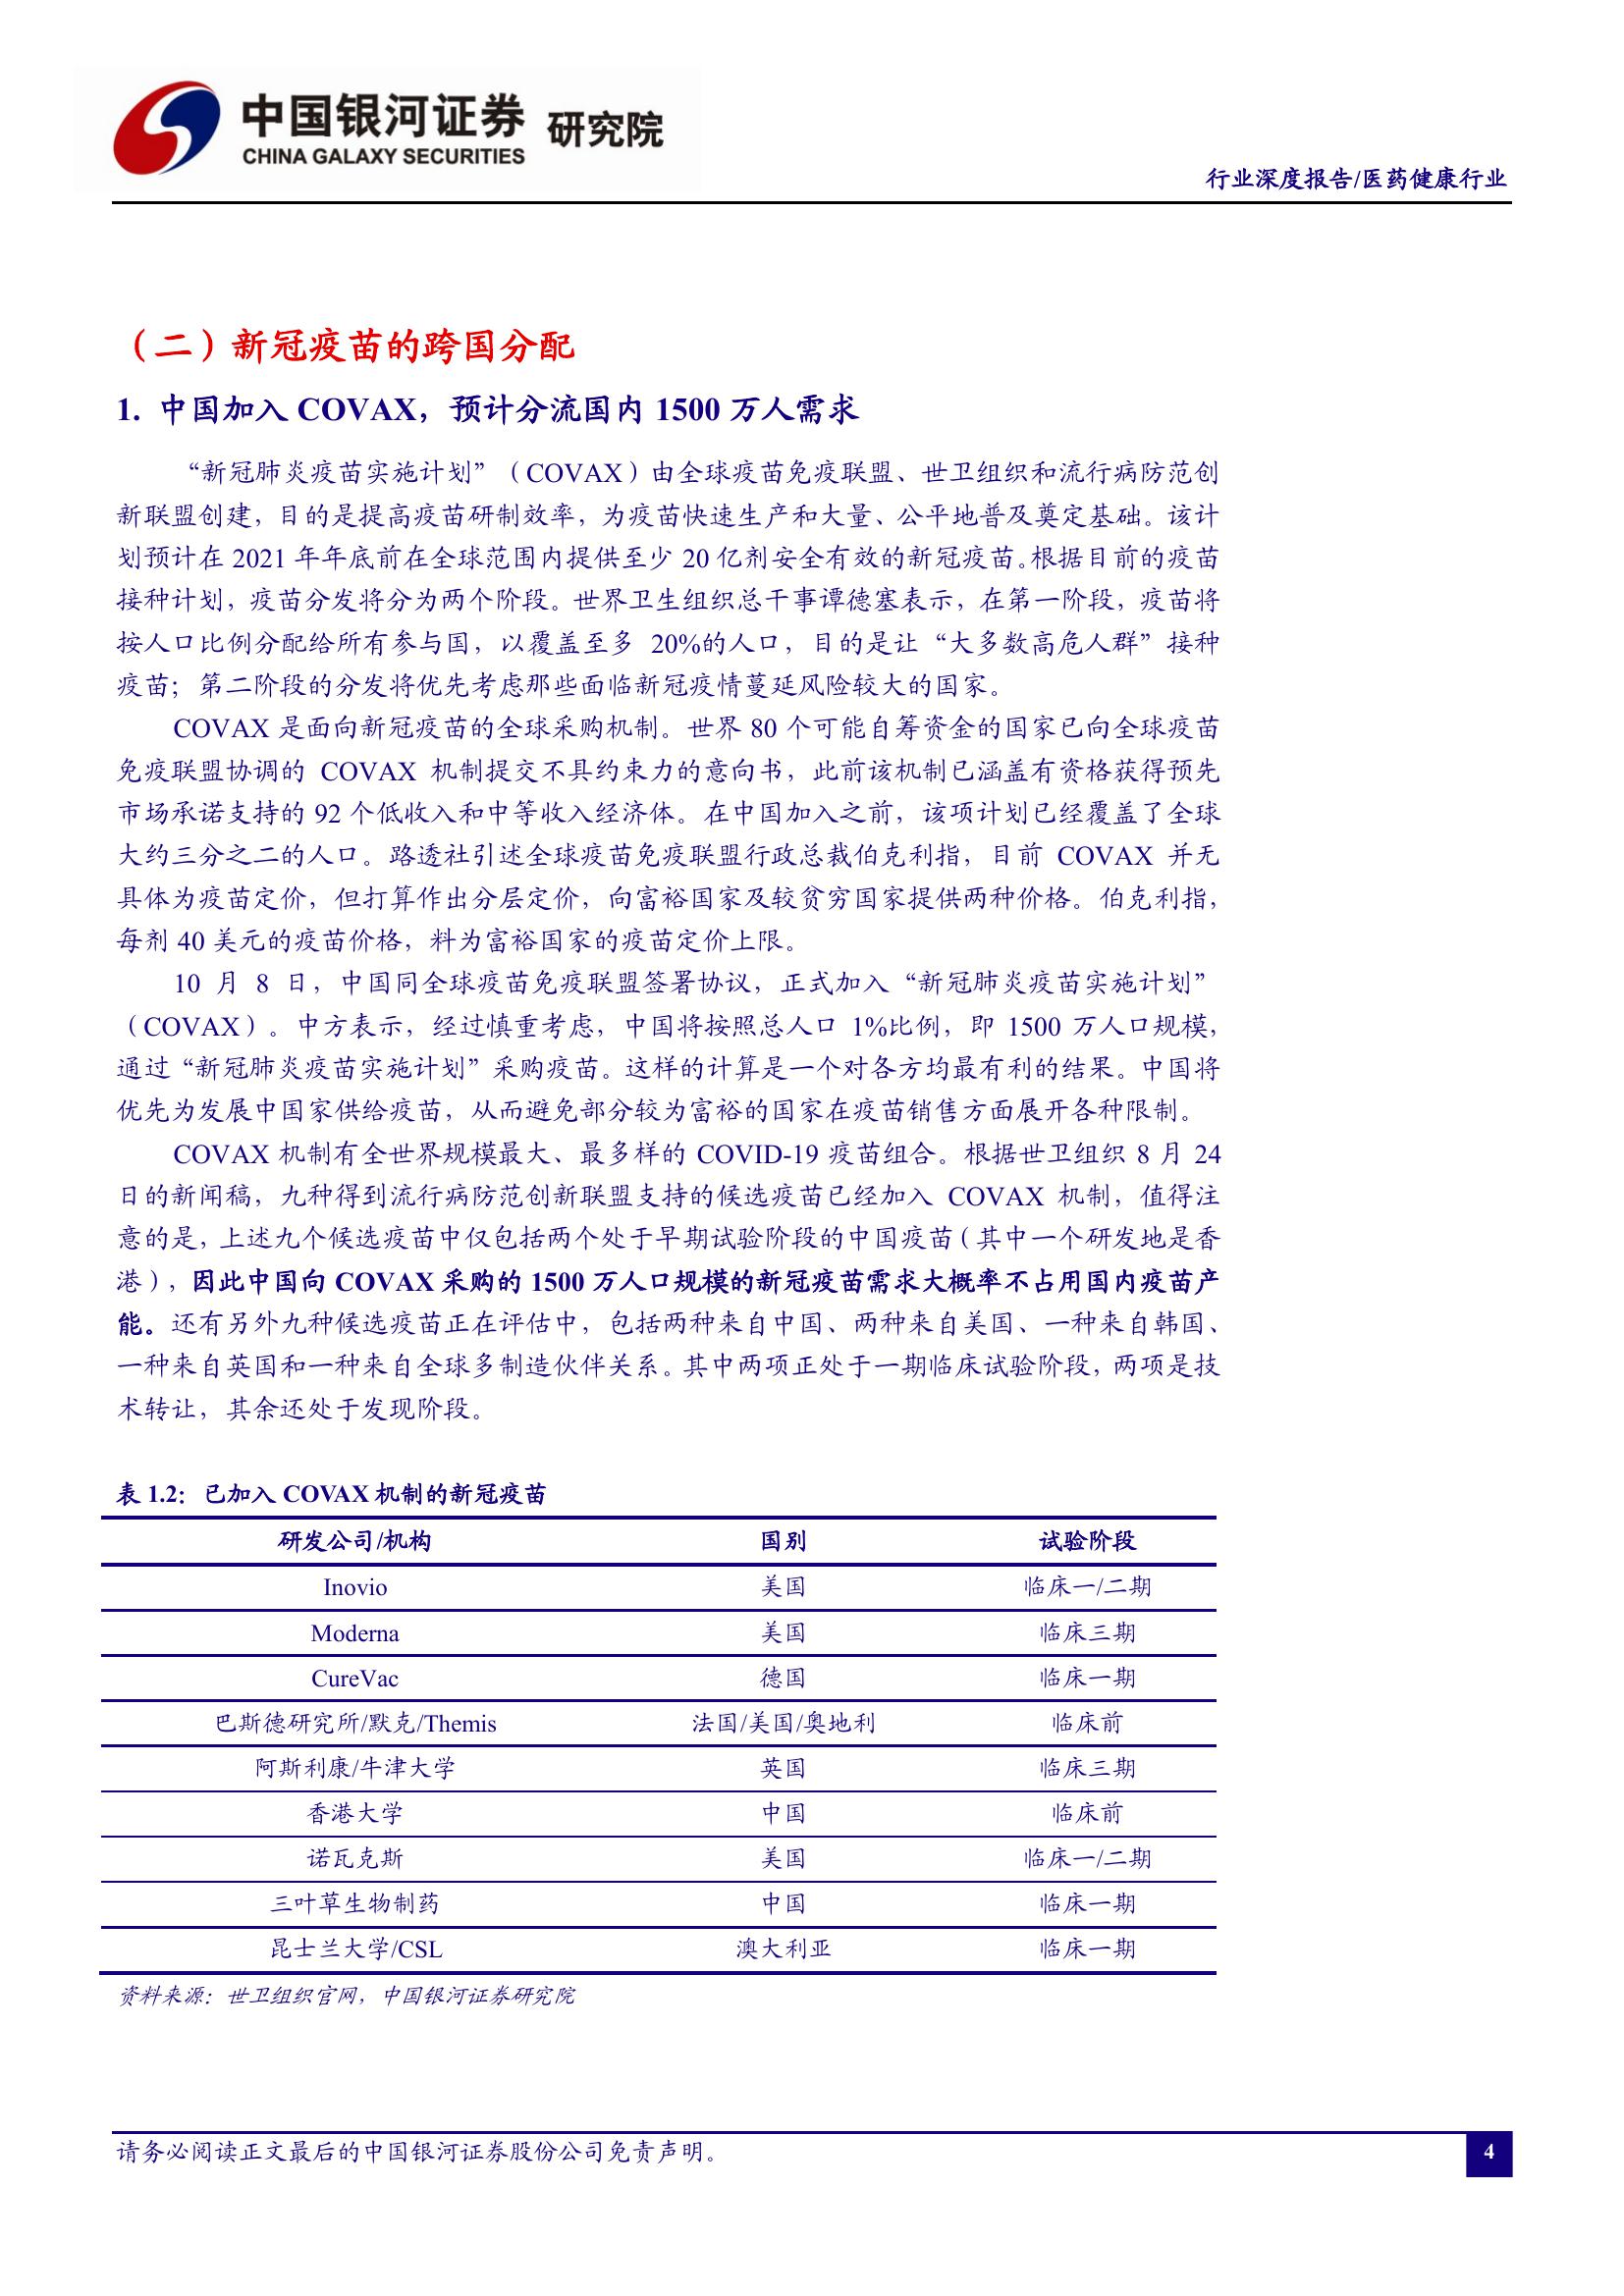 中国银河证券 研究院
CHINA GALAXY SECURITIES
行业深度报告/医药健康行业
（二）新冠疫苗的跨国分配
1. 中国加入 COVAX，预计分流国内 1500 万人需求
“新冠肺炎疫苗实施计划”（COVAX）由全球疫苗免疫联盟、世卫组织和流行病防范创
新联盟创建，目的是提高疫苗研制效率，为疫苗快速生产和大量、公平地普及奠定基础。该计
划预计在 2021 年年底前在全球范围内提供至少 20 亿剂安全有效的新冠疫苗。根据目前的疫苗
接种计划，疫苗分发将分为两个阶段。世界卫生组织总干事谭德塞表示，在第一阶段，疫苗将
按人口比例分配给所有参与国，以覆盖至多 20%的人口，目的是让“大多数高危人群”接种
疫苗；第二阶段的分发将优先考虑那些面临新冠疫情蔓延风险较大的国家。
COVAX 是面向新冠疫苗的全球采购机制。世界 80 个可能自筹资金的国家已向全球疫苗
免疫联盟协调的 COVAX 机制提交不具约束力的意向书，此前该机制已涵盖有资格获得预先
市场承诺支持的 92 个低收入和中等收入经济体。在中国加入之前，该项计划已经覆盖了全球
大约三分之二的人口。路透社引述全球疫苗免疫联盟行政总裁伯克利指，目前 COVAX 并无
具体为疫苗定价，但打算作出分层定价，向富裕国家及较贫穷国家提供两种价格。伯克利指，
每剂 40 美元的疫苗价格，料为富裕国家的疫苗定价上限。
10 月 8 日，中国同全球疫苗免疫联盟签署协议，正式加入“新冠肺炎疫苗实施计划”
（COVAX）。中方表示，经过慎重考虑，中国将按照总人口 1%比例，即 1500 万人口规模，
通过“新冠肺炎疫苗实施计划”采购疫苗。这样的计算是一个对各方均最有利的结果。中国将
优先为发展中国家供给疫苗，从而避免部分较为富裕的国家在疫苗销售方面展开各种限制。
COVAX 机制有全世界规模最大、最多样的 COVID-19 疫苗组合。根据世卫组织 8 月 24
日的新闻稿，九种得到流行病防范创新联盟支持的候选疫苗已经加入 COVAX 机制，值得注
意的是，上述九个候选疫苗中仅包括两个处于早期试验阶段的中国疫苗（其中一个研发地是香
港），因此中国向 COVAX 采购的 1500 万人口规模的新冠疫苗需求大概率不占用国内疫苗产
能。还有另外九种候选疫苗正在评估中，包括两种来自中国、两种来自美国、一种来自韩国、
一种来自英国和一种来自全球多制造伙伴关系。其中两项正处于一期临床试验阶段，两项是技
术转让，其余还处于发现阶段。
表 1.2：已加入 COVAX 机制的新冠疫苗
研发公司/机构 国别 试验阶段
Inovio 美国 临床一/二期
Moderna 美国 临床三期
CureVac 德国 临床一期
巴斯德研究所/默克/Themis 法国/美国/奥地利 临床前
阿斯利康/牛津大学 英国 临床三期
香港大学 中国 临床前
诺瓦克斯 美国 临床一/二期
三叶草生物制药 中国 临床一期
昆士兰大学/CSL 澳大利亚 临床一期
资料来源：世卫组织官网，中国银河证券研究院
请务必阅读正文最后的中国银河证券股份公司免责声明。
4